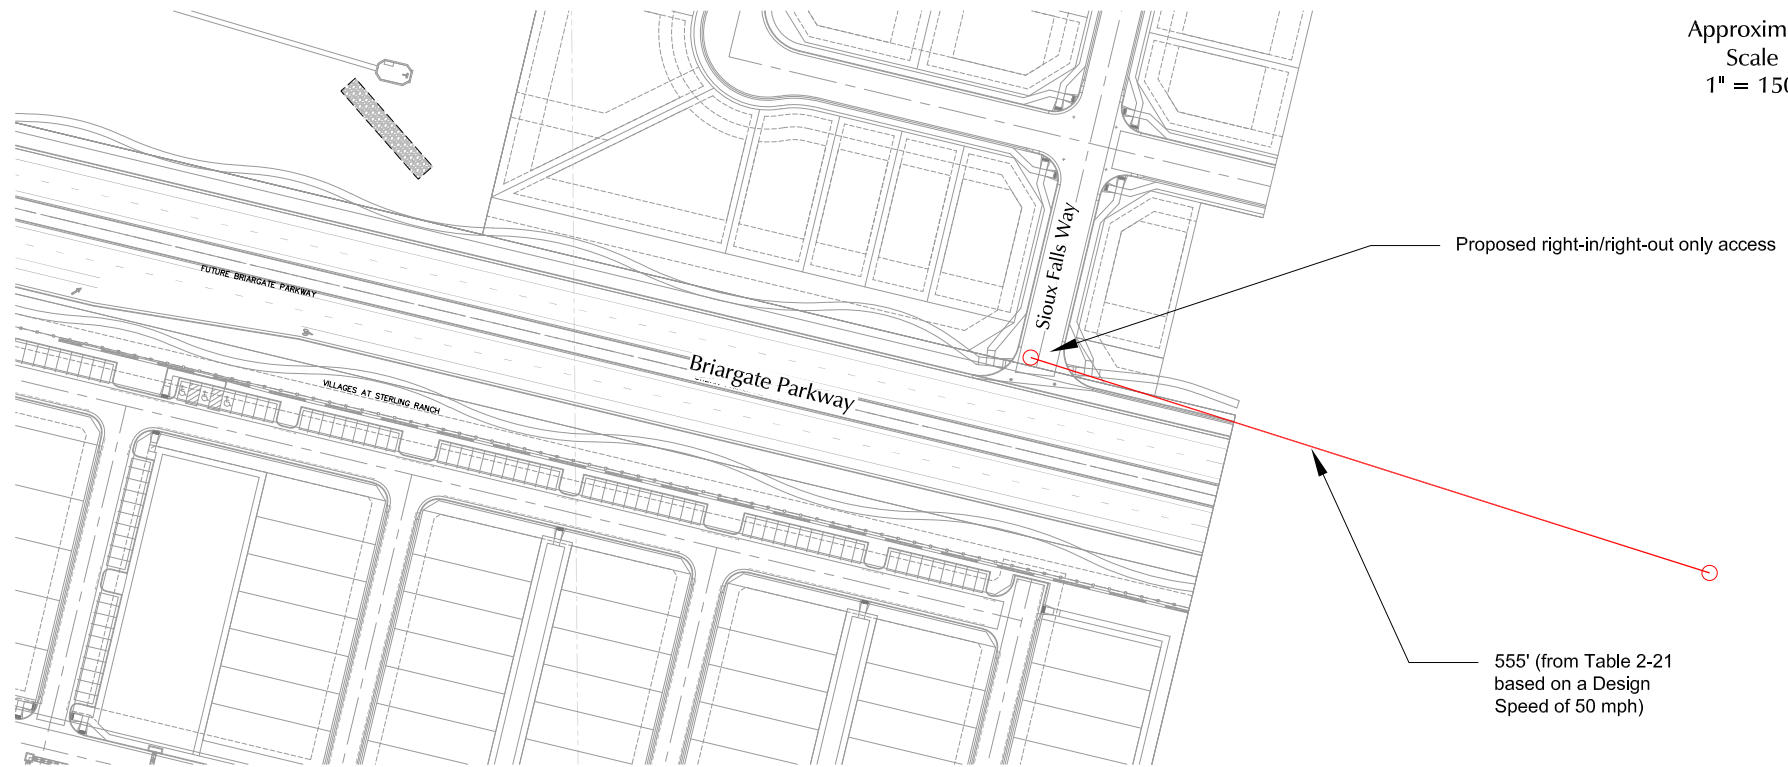 Approxim
Scale
1" = 150
Proposed right-in/right-out only access
Sioux Falls Way
FUTURE BRIARGATE PARKWAY
Briargate Parkway
VILLAGES AT STERLING RANCH
555' (from Table 2-21
based on a Design
Speed of 50 mph)